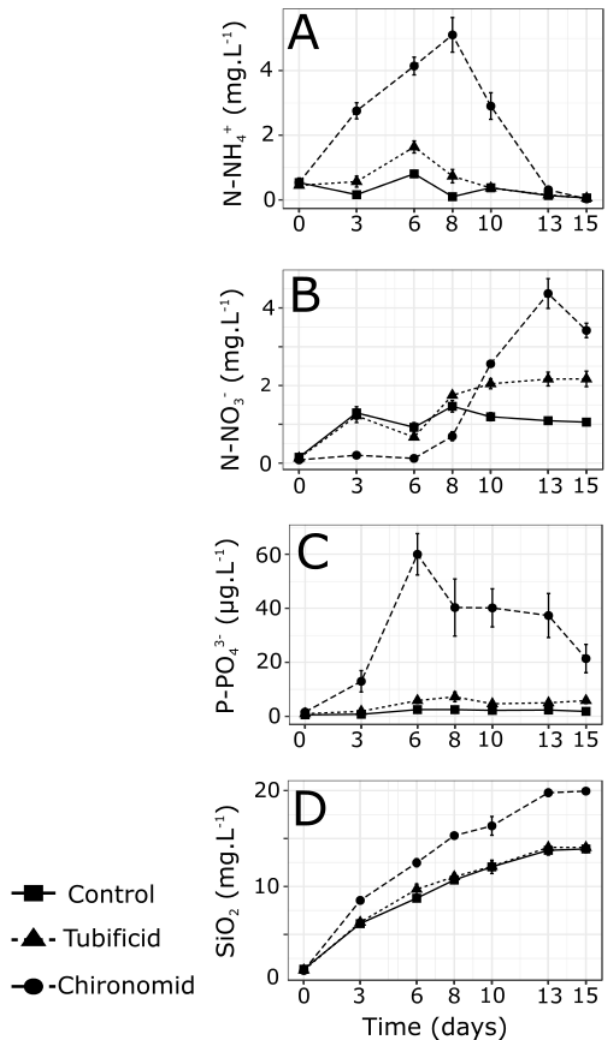 A
N-NH₄⁺ (mg.L⁻¹)
4
2
0
0 3 6 8 10 13 15
B
N-NO₃⁻ (mg.L⁻¹)
4
2
0
0 3 6 8 10 13 15
C
P-PO₄³⁻ (µg.L⁻¹)
60
40
20
0
0 3 6 8 10 13 15
D
SiO₂ (mg.L⁻¹)
20
10
0
0 3 6 8 10 13 15
Time (days)
Control
Tubificid
Chironomid